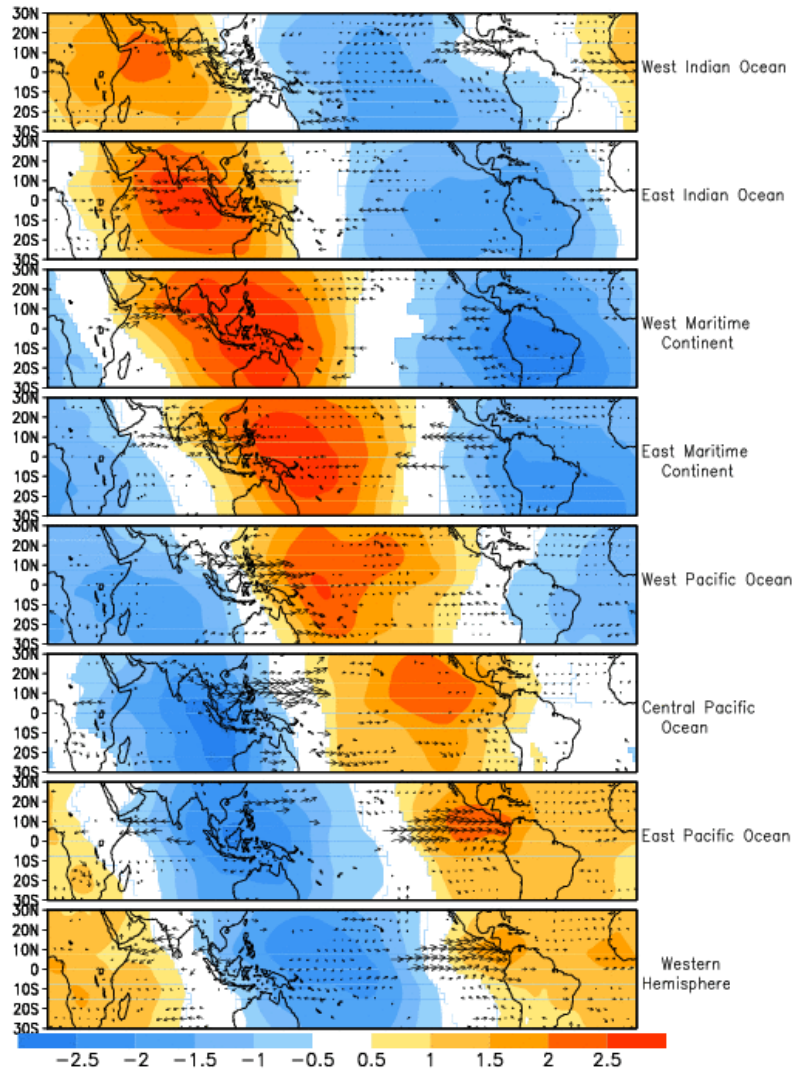 30N
20N
10N
0
10S
20S
30S
West Indian Ocean
30N
20N
10N
0
10S
20S
30S
East Indian Ocean
30N
20N
10N
0
10S
20S
30S
West Maritime
Continent
30N
20N
10N
0
10S
20S
30S
East Maritime
Continent
30N
20N
10N
0
10S
20S
30S
West Pacific Ocean
30N
20N
10N
0
10S
20S
30S
Central Pacific
Ocean
30N
20N
10N
0
10S
20S
30S
East Pacific Ocean
30N
20N
10N
0
10S
20S
30S
Western
Hemisphere
-2.5 -2 -1.5 -1 -0.5 0.5 1 1.5 2 2.5